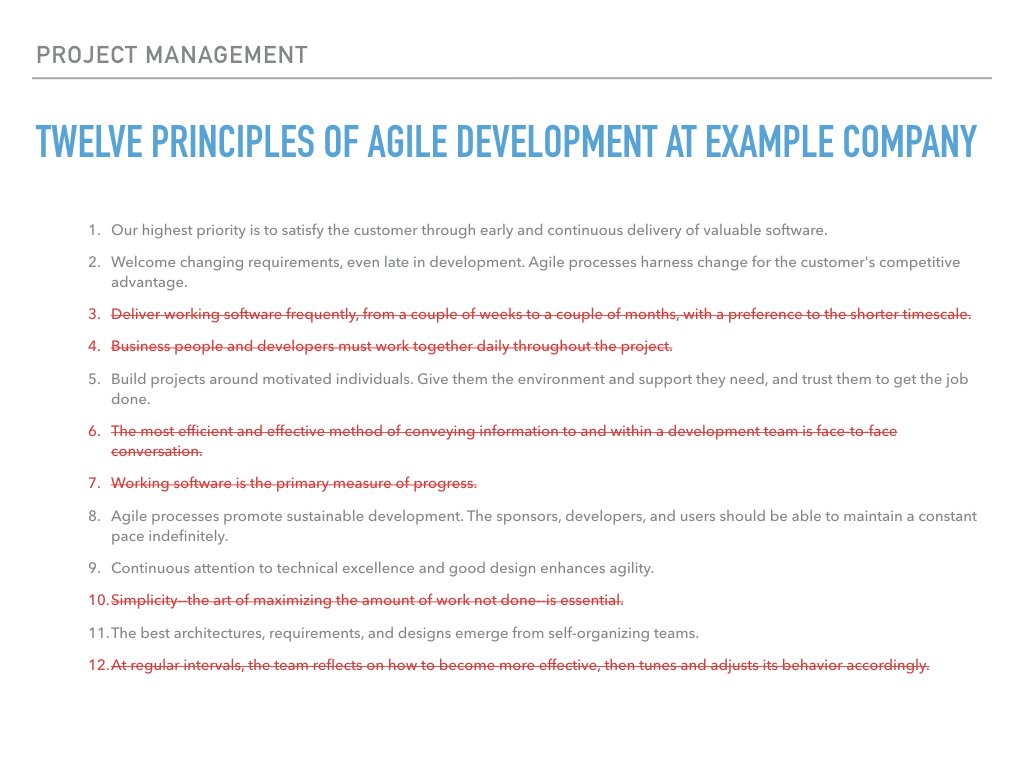 PROJECT MANAGEMENT
TWELVE PRINCIPLES OF AGILE DEVELOPMENT AT EXAMPLE COMPANY
1. Our highest priority is to satisfy the customer through early and continuous delivery of valuable software.
2. Welcome changing requirements, even late in development. Agile processes harness change for the customer's competitive
advantage.
3. Deliver working software frequently, from a couple of weeks to a couple of months, with a preference to the shorter timescale.
4. Business people and developers must work together daily throughout the project.
5. Build projects around motivated individuals. Give them the environment and support they need, and trust them to get the job
done.
6. The most efficient and effective method of conveying information to and within a development team is face-to-face
conversation.
7. Working software is the primary measure of progress.
8. Agile processes promote sustainable development. The sponsors, developers, and users should be able to maintain a constant
pace indefinitely.
9. Continuous attention to technical excellence and good design enhances agility.
10. Simplicity--the art of maximizing the amount of work not done--is essential.
11. The best architectures, requirements, and designs emerge from self-organizing teams.
12. At regular intervals, the team reflects on how to become more effective, then tunes and adjusts its behavior accordingly.